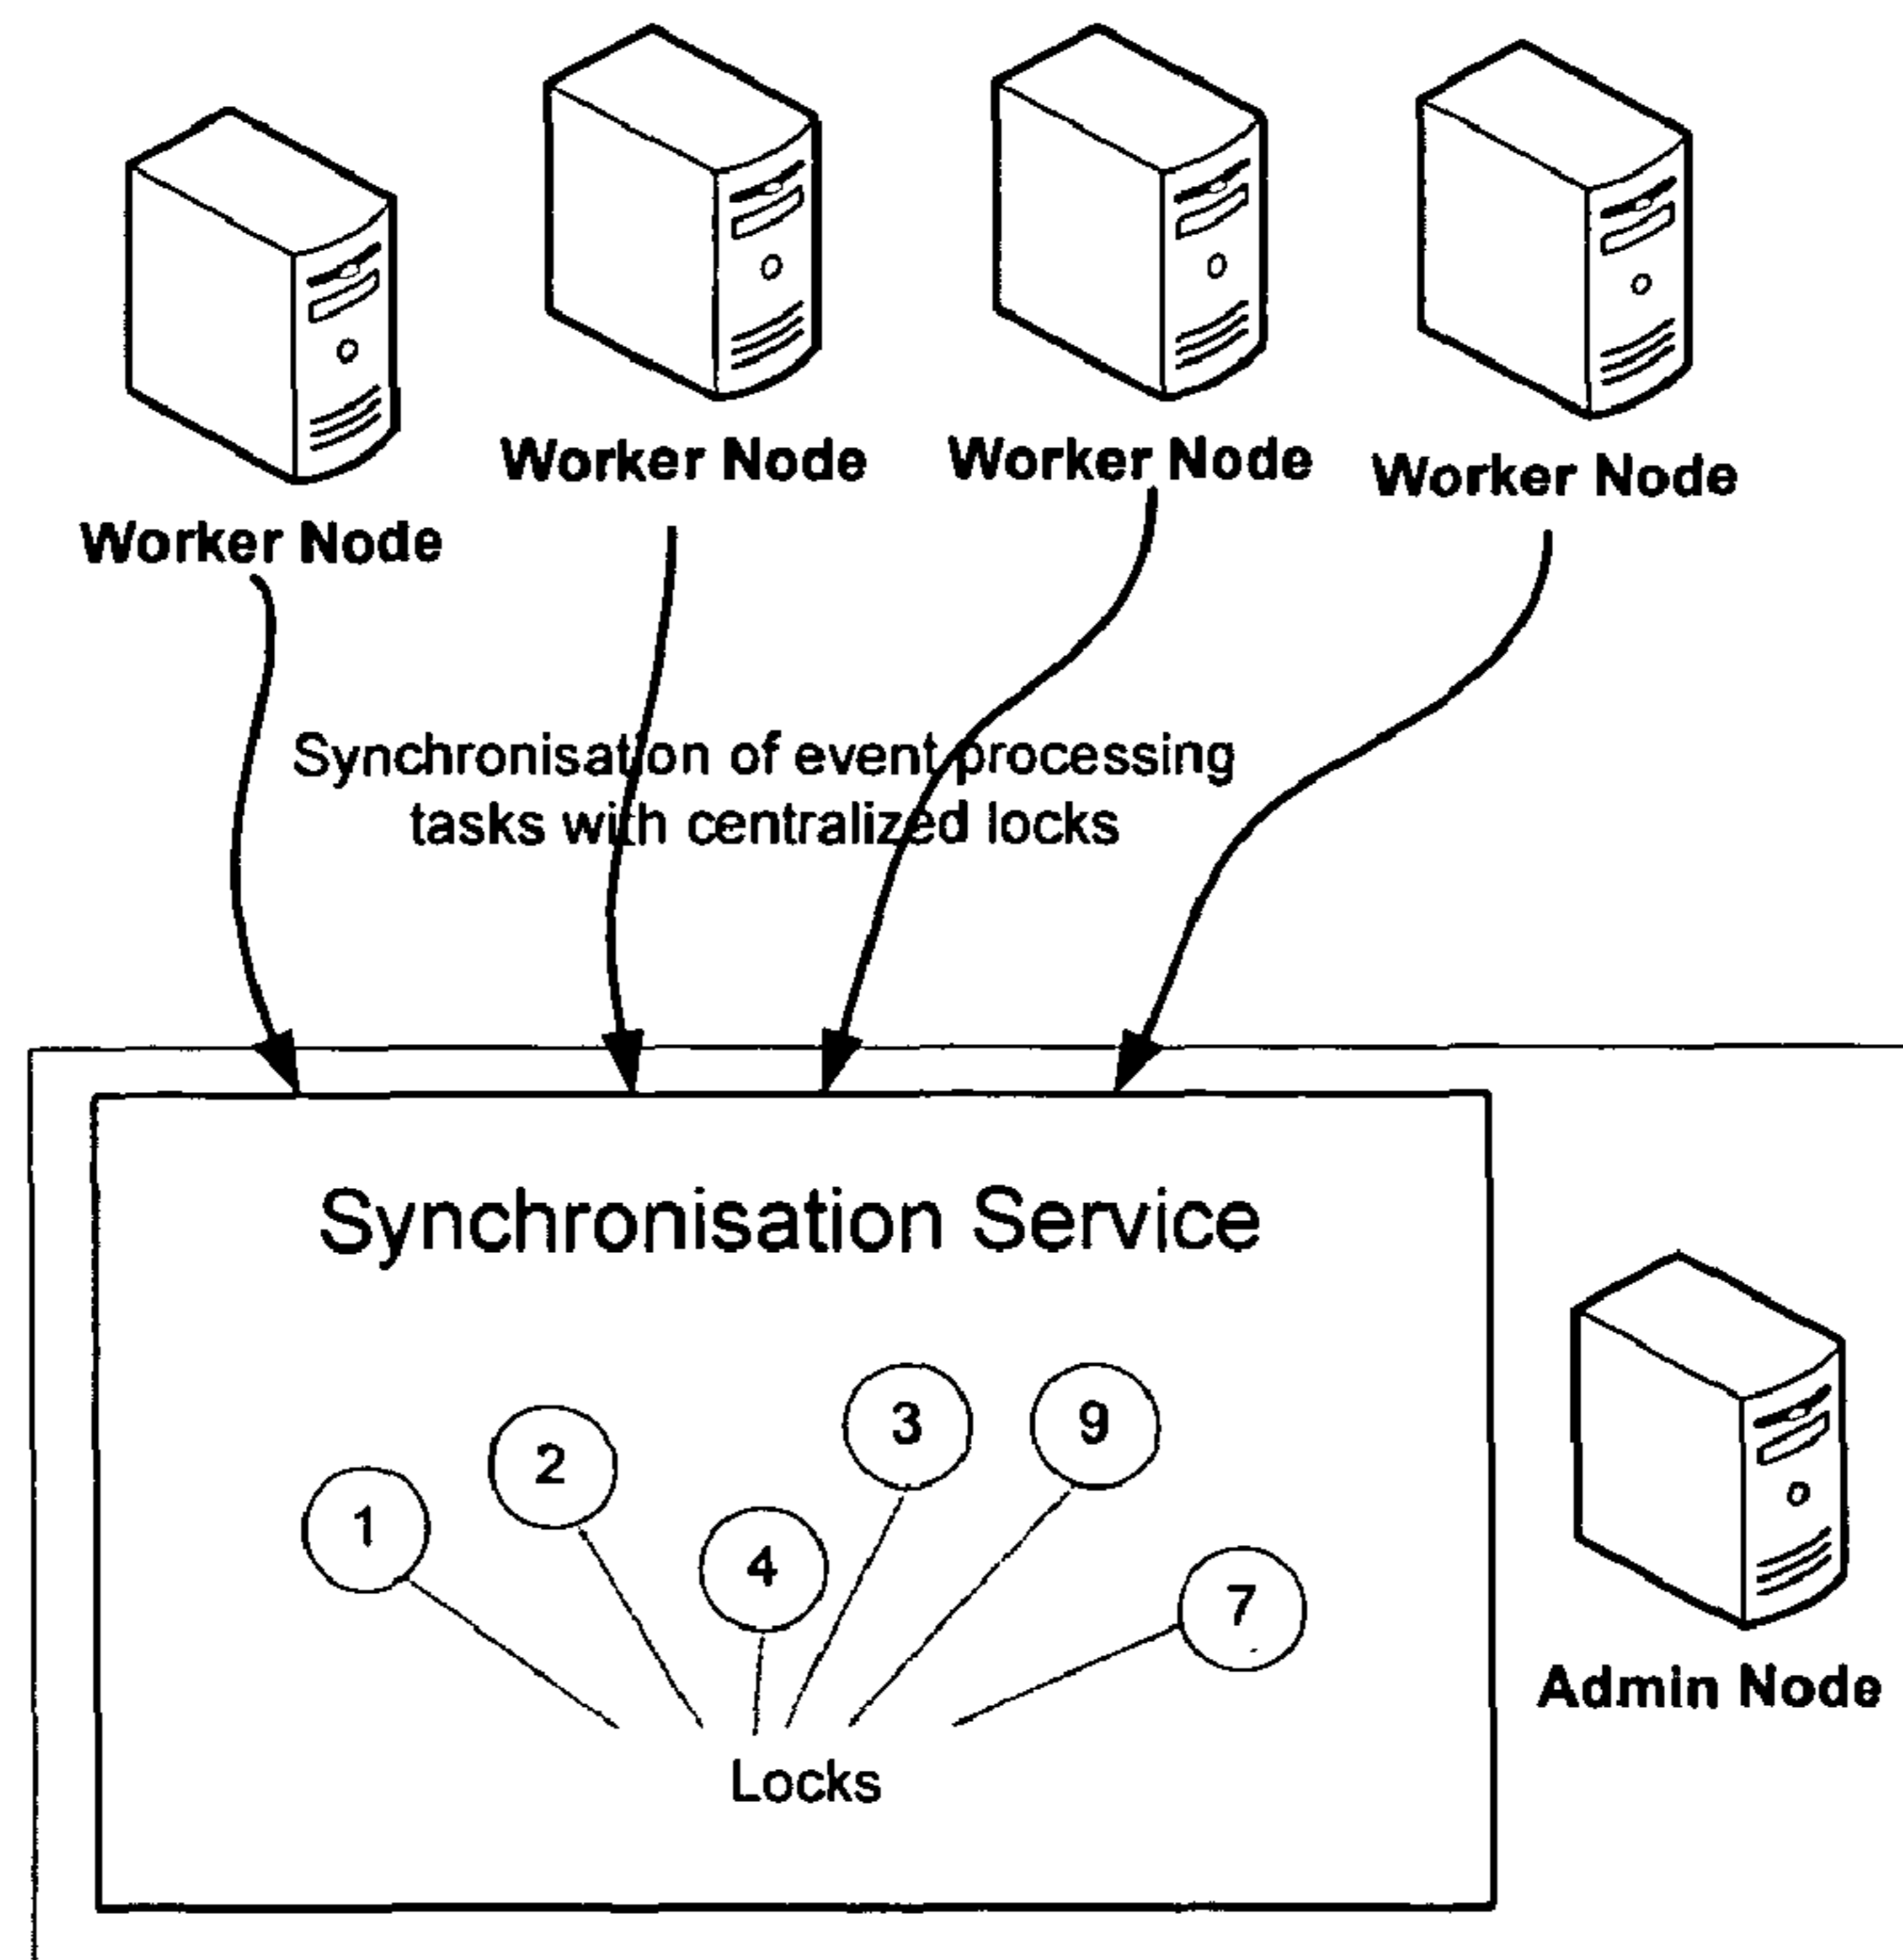 Worker Node
Worker Node
Worker Node
Worker Node
Synchronisation of event processing
tasks with centralized locks
Synchronisation Service
1
2
4
3
9
7
Locks
Admin Node